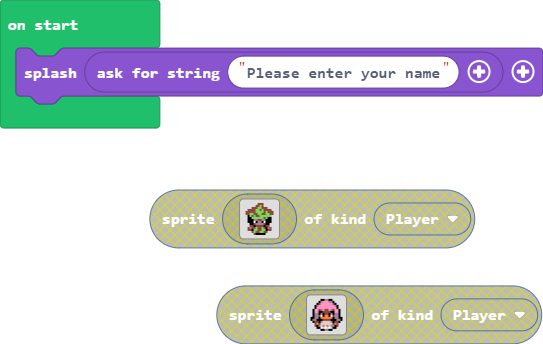 on start
splash ask for string "Please enter your name"
sprite of kind Player
sprite of kind Player